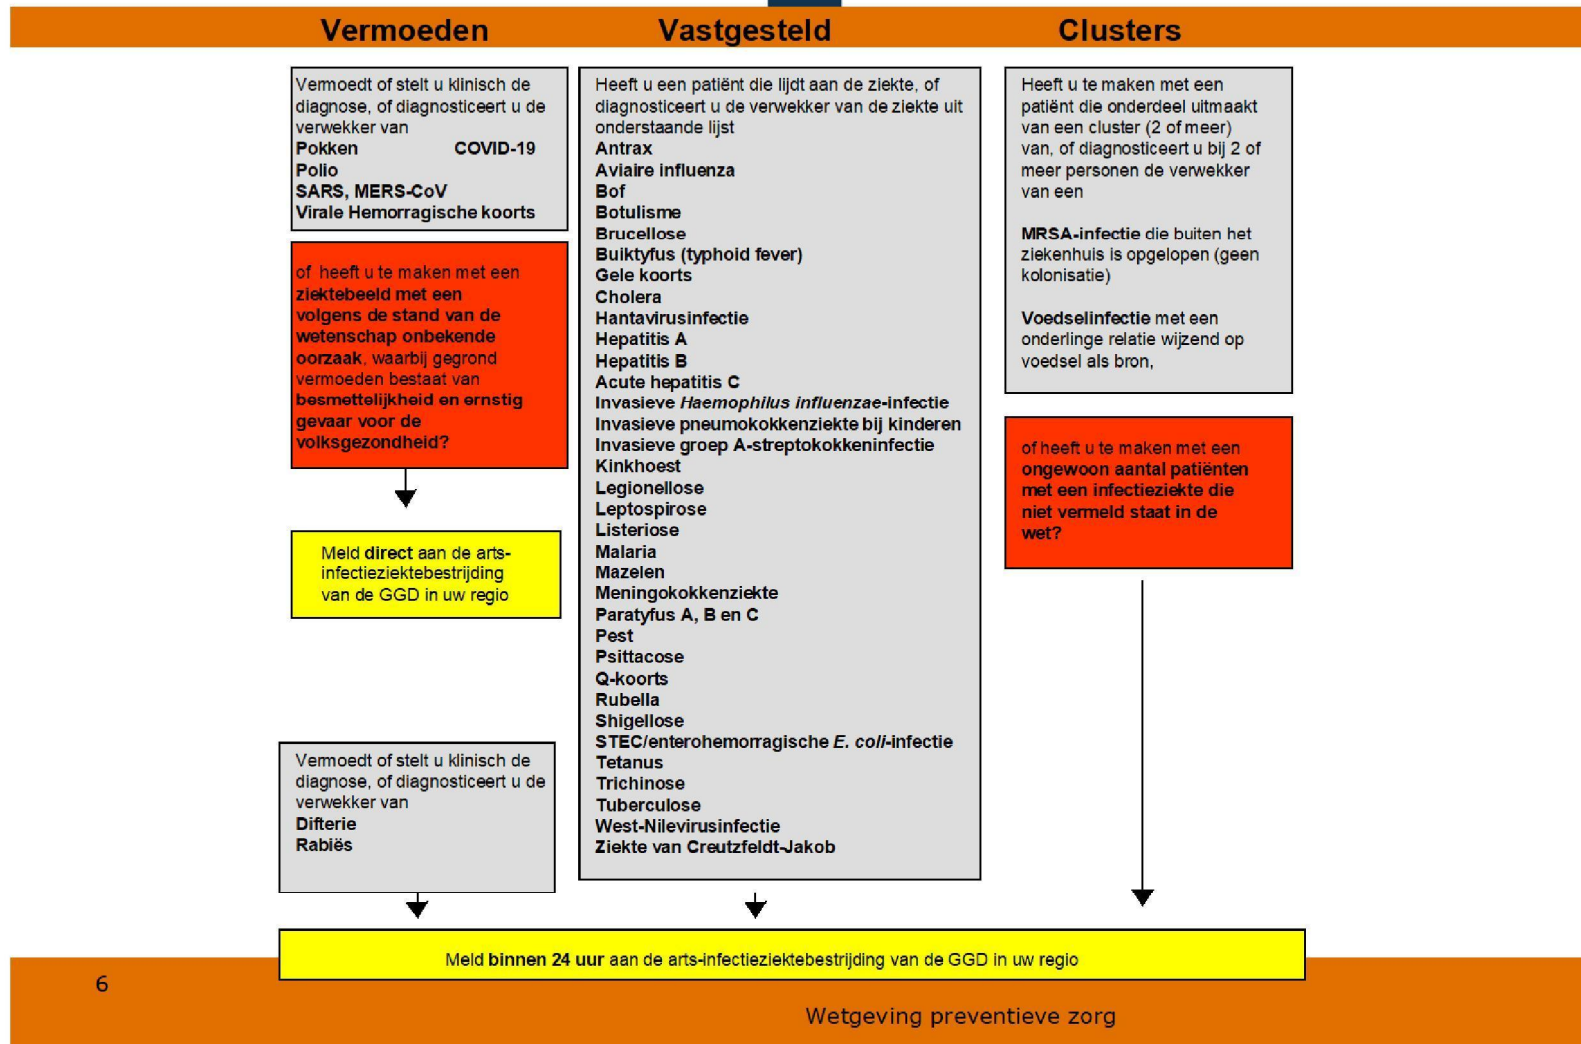 Vermoeden
Vastgesteld
Clusters
Vermoedt of stelt u klinisch de
diagnose, of diagnosticeert u de
verwekker van
Pokken COVID-19
Polio
SARS, MERS-CoV
Virale Hemorragische koorts
of heeft u te maken met een
ziektebeeld met een
volgens de stand van de
wetenschap onbekende
oorzaak, waarbij gegrond
vermoeden bestaat van
besmettelijkheid en ernstig
gevaar voor de
volksgezondheid?
Meld direct aan de arts-
infectieziektebestrijding
van de GGD in uw regio
Vermoedt of stelt u klinisch de
diagnose, of diagnosticeert u de
verwekker van
Difterie
Rabiës
Heeft u een patiënt die lijdt aan de ziekte, of
diagnosticeert u de verwekker van de ziekte uit
onderstaande lijst
Antrax
Aviaire influenza
Bof
Botulisme
Brucellose
Buiktyfus (typhoid fever)
Gele koorts
Cholera
Hantavirusinfectie
Hepatitis A
Hepatitis B
Acute hepatitis C
Invasieve Haemophilus influenzae-infectie
Invasieve pneumokokkenziekte bij kinderen
Invasieve groep A-streptokokkeninfectie
Kinkhoest
Legionellose
Leptospirose
Listeriose
Malaria
Mazelen
Meningokokkenziekte
Paratyfus A, B en C
Pest
Psittacose
Q-koorts
Rubella
Shigellose
STEC/enterohemorragische E. coli-infectie
Tetanus
Trichinose
Tuberculose
West-Nilevirusinfectie
Ziekte van Creutzfeldt-Jakob
Heeft u te maken met een
patiënt die onderdeel uitmaakt
van een cluster (2 of meer)
van, of diagnosticeert u bij 2 of
meer personen de verwekker
van een
MRSA-infectie die buiten het
ziekenhuis is opgelopen (geen
kolonisatie)
Voedselinfectie met een
onderlinge relatie wijzend op
voedsel als bron,
of heeft u te maken met een
ongewoon aantal patiënten
met een infectieziekte die
niet vermeld staat in de
wet?
Meld binnen 24 uur aan de arts-infectieziektebestrijding van de GGD in uw regio
6
Wetgeving preventieve zorg